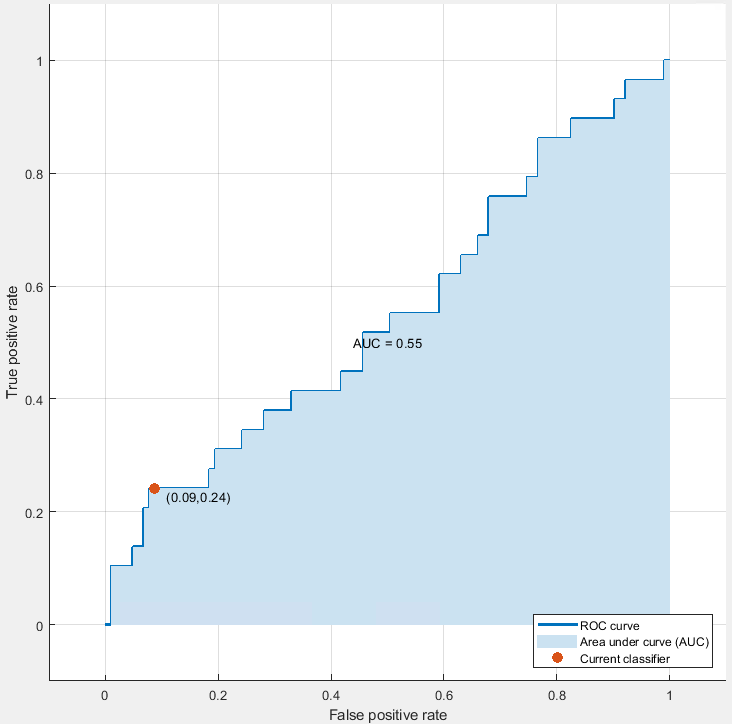 1
0.8
0.6
0.4
0.2
0
True positive rate
AUC = 0.55
(0.09,0.24)
ROC curve
Area under curve (AUC)
Current classifier
0 0.2 0.4 0.6 0.8 1
False positive rate